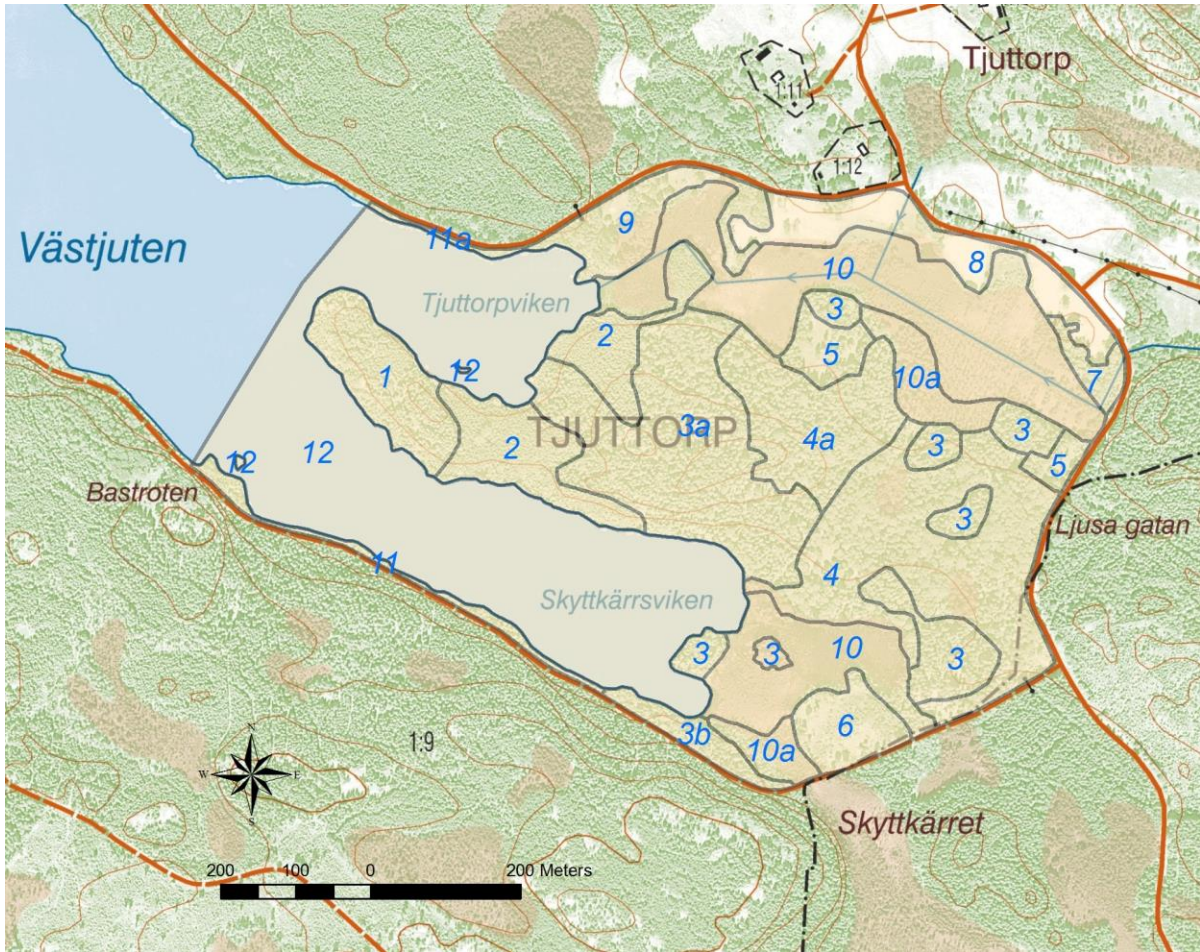 Tjuttorp
1:11
1:12
Västjuten
11a
9
10
8
Tjuttorpviken
3
2
5
1
12
10a
7
TJUTTORP
3a
4a
2
3
3
5
12
12
Bastroten
3
Ljusa gatan
11
4
Skyttkärrsviken
3
3
10
3
3b
6
1:9
10a
N
W
E
S
Skyttkärret
200
100
0
200 Meters